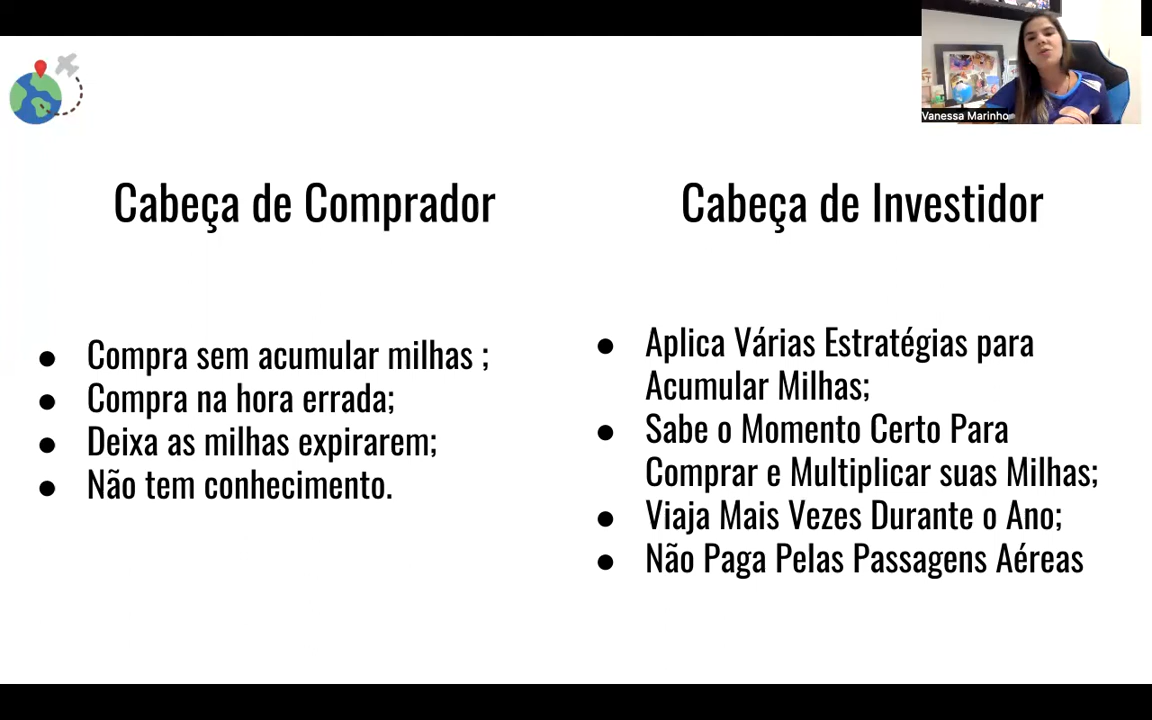 Vanessa Marinho
Cabeça de Comprador
● Compra sem acumular milhas ;
● Compra na hora errada;
● Deixa as milhas expirarem;
● Não tem conhecimento.
Cabeça de Investidor
● Aplica Várias Estratégias para
Acumular Milhas;
● Sabe o Momento Certo Para
Comprar e Multiplicar suas Milhas;
● Viaja Mais Vezes Durante o Ano;
● Não Paga Pelas Passagens Aéreas